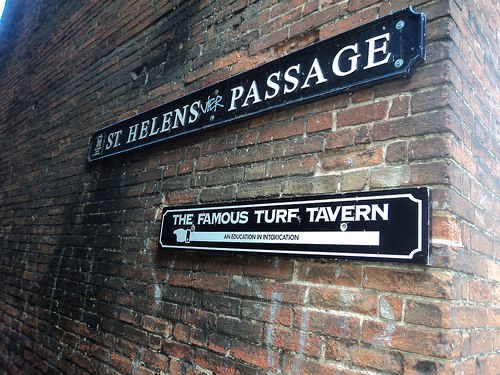 ST. HELENS PASSAGE
THE FAMOUS TURF TAVERN
AN EDUCATION IN INTOXICATION